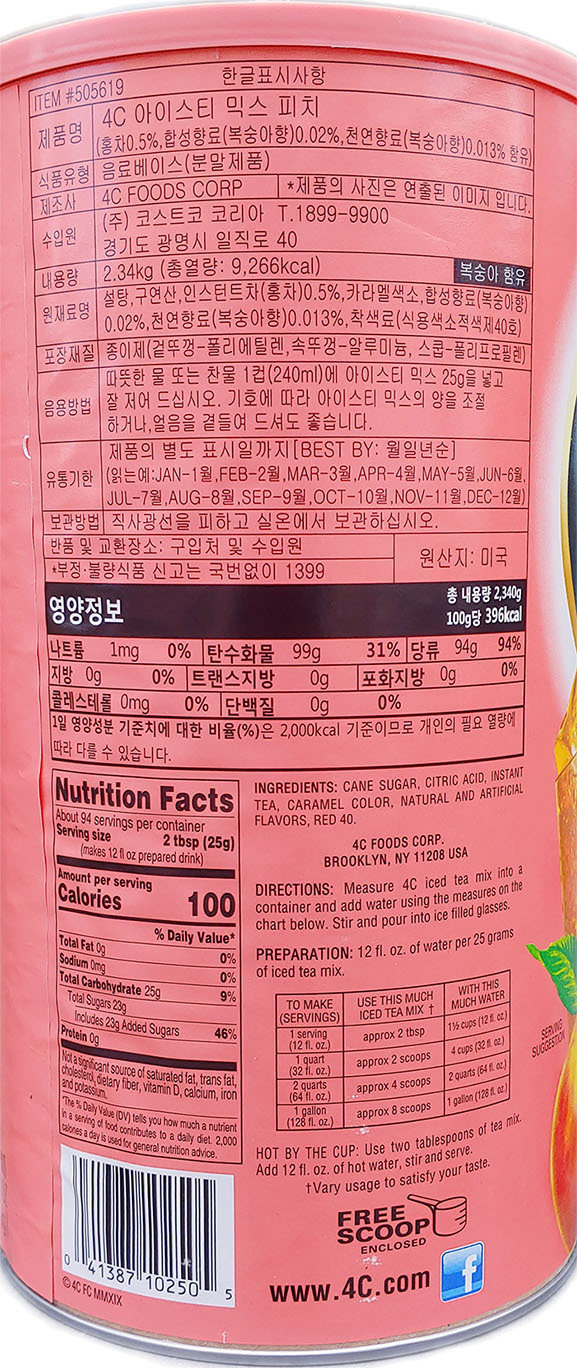 ITEM #505619 한글표시사항
제품명 4C 아이스티 믹스 피치
(홍차0.5%,합성향료(복숭아향)0.02%,천연향료(복숭아향)0.013% 함유)
식품유형 음료베이스(분말제품)
제조사 4C FOODS CORP *제품의 사진은 연출된 이미지 입니다.
수입원 (주) 코스트코 코리아 T.1899-9900
경기도 광명시 일직로 40
내용량 2.34kg (총열량: 9,266kcal) 복숭아 함유
원재료명 설탕,구연산,인스턴트차(홍차)0.5%,카라멜색소,합성향료(복숭아향)
0.02%,천연향료(복숭아향)0.013%,착색료(식용색소적색제40호)
포장재질 종이제(겉뚜껑-폴리에틸렌,속뚜껑-알루미늄, 스쿱-폴리프로필렌)
음용방법 따뜻한 물 또는 찬물 1컵(240ml)에 아이스티 믹스 25g을 넣고
잘 저어 드십시오. 기호에 따라 아이스티 믹스의 양을 조절
하거나,얼음을 곁들여 드셔도 좋습니다.
유통기한 제품의 별도 표시일까지[BEST BY: 월일년순]
(읽는예:JAN-1월,FEB-2월,MAR-3월,APR-4월,MAY-5월,JUN-6월,
JUL-7월,AUG-8월,SEP-9월,OCT-10월,NOV-11월,DEC-12월)
보관방법 직사광선을 피하고 실온에서 보관하십시오.
반품 및 교환장소: 구입처 및 수입원
*부정·불량식품 신고는 국번없이 1399
원산지: 미국
영양정보
총 내용량 2,340g
100g당 396kcal
나트륨 1mg 0% 탄수화물 99g 31% 당류 94g 94%
지방 0g 0% 트랜스지방 0g 포화지방 0g 0%
콜레스테롤 0mg 0% 단백질 0g 0%
1일 영양성분 기준치에 대한 비율(%)은 2,000kcal 기준이므로 개인의 필요 열량에
따라 다를 수 있습니다.
Nutrition Facts
About 94 servings per container
Serving size 2 tbsp (25g)
(makes 12 fl oz prepared drink)
Amount per serving
Calories 100
% Daily Value*
Total Fat 0g 0%
Sodium 0mg 0%
Total Carbohydrate 25g 9%
Total Sugars 23g
Includes 23g Added Sugars 46%
Protein 0g
Not a significant source of saturated fat, trans fat,
cholesterol, dietary fiber, vitamin D, calcium, iron
and potassium.
*The % Daily Value (DV) tells you how much a nutrient
in a serving of food contributes to a daily diet. 2,000
calories a day is used for general nutrition advice.
INGREDIENTS: CANE SUGAR, CITRIC ACID, INSTANT
TEA, CARAMEL COLOR, NATURAL AND ARTIFICIAL
FLAVORS, RED 40.
4C FOODS CORP.
BROOKLYN, NY 11208 USA
DIRECTIONS: Measure 4C iced tea mix into a
container and add water using the measures on the
chart below. Stir and pour into ice filled glasses.
PREPARATION: 12 fl. oz. of water per 25 grams
of iced tea mix.
TO MAKE (SERVINGS) USE THIS MUCH ICED TEA MIX † WITH THIS MUCH WATER
1 serving (12 fl. oz.) approx 2 tbsp 1½ cups (12 fl. oz.)
1 quart (32 fl. oz.) approx 2 scoops 4 cups (32 fl. oz.)
2 quarts (64 fl. oz.) approx 4 scoops 2 quarts (64 fl. oz.)
1 gallon (128 fl. oz.) approx 8 scoops 1 gallon (128 fl. oz.)
SERVING
SUGGESTION
HOT BY THE CUP: Use two tablespoons of tea mix.
Add 12 fl. oz. of hot water, stir and serve.
†Vary usage to satisfy your taste.
FREE
SCOOP
ENCLOSED
www.4C.com f
0 41387 10250 5
©4C FC MMXIX